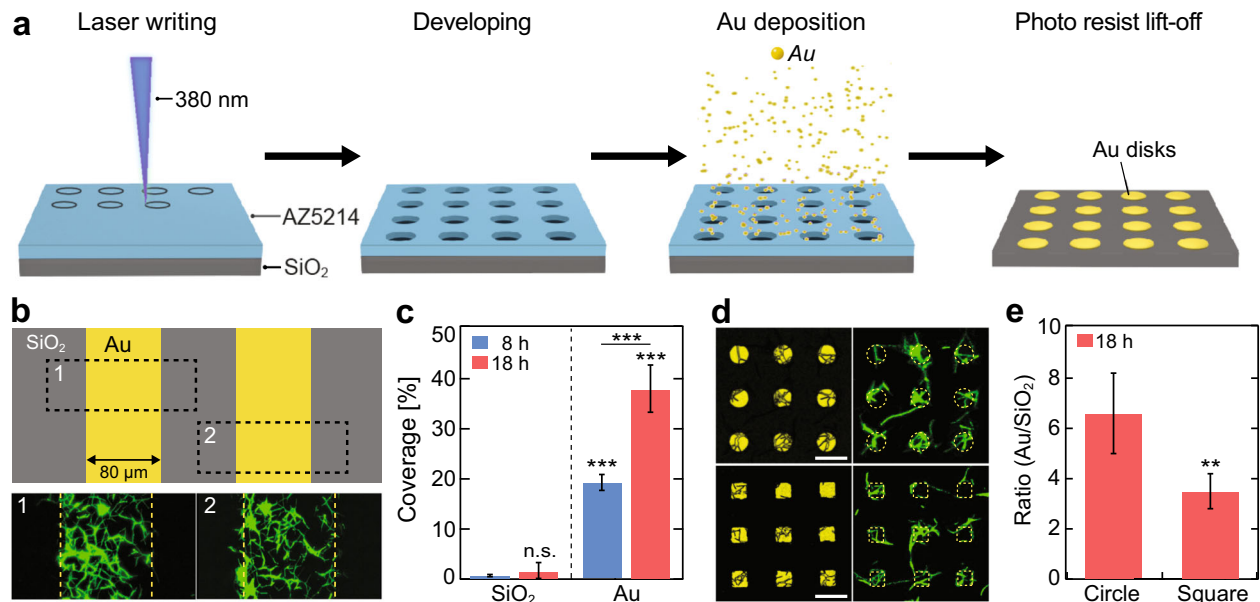 a
Laser writing
Developing
Au deposition
Photo resist lift-off
Au
380 nm
AZ5214
SiO₂
Au disks
b
SiO₂
Au
1
2
80 µm
1
2
c
Coverage [%]
50
40
30
20
10
0
8 h
18 h
n.s.
***
***
***
SiO₂
Au
d
e
Ratio (Au/SiO₂)
10
8
6
4
2
0
18 h
**
Circle
Square